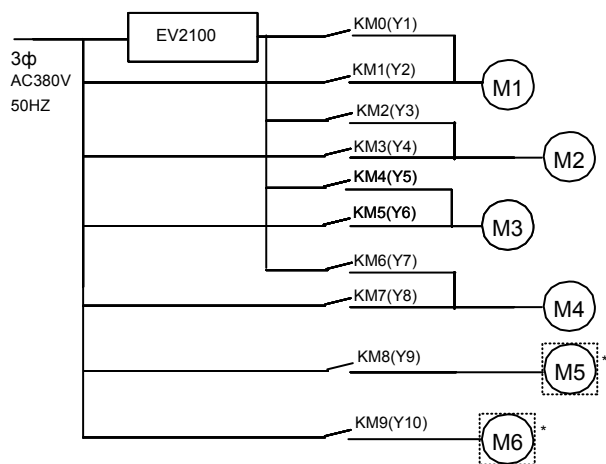 EV2100
KM0(Y1)
3ф
AC380V
50HZ
KM1(Y2)
M1
KM2(Y3)
KM3(Y4)
M2
KM4(Y5)
KM5(Y6)
M3
KM6(Y7)
KM7(Y8)
M4
KM8(Y9)
M5
*
KM9(Y10)
M6
*